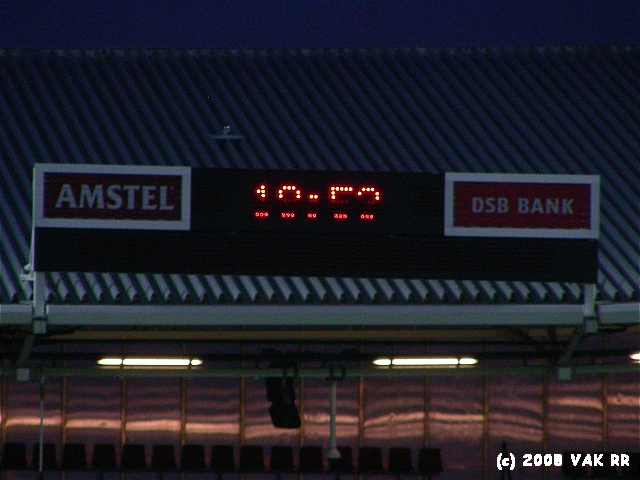 AMSTEL
DSB BANK
(c) 2008 VAK RR